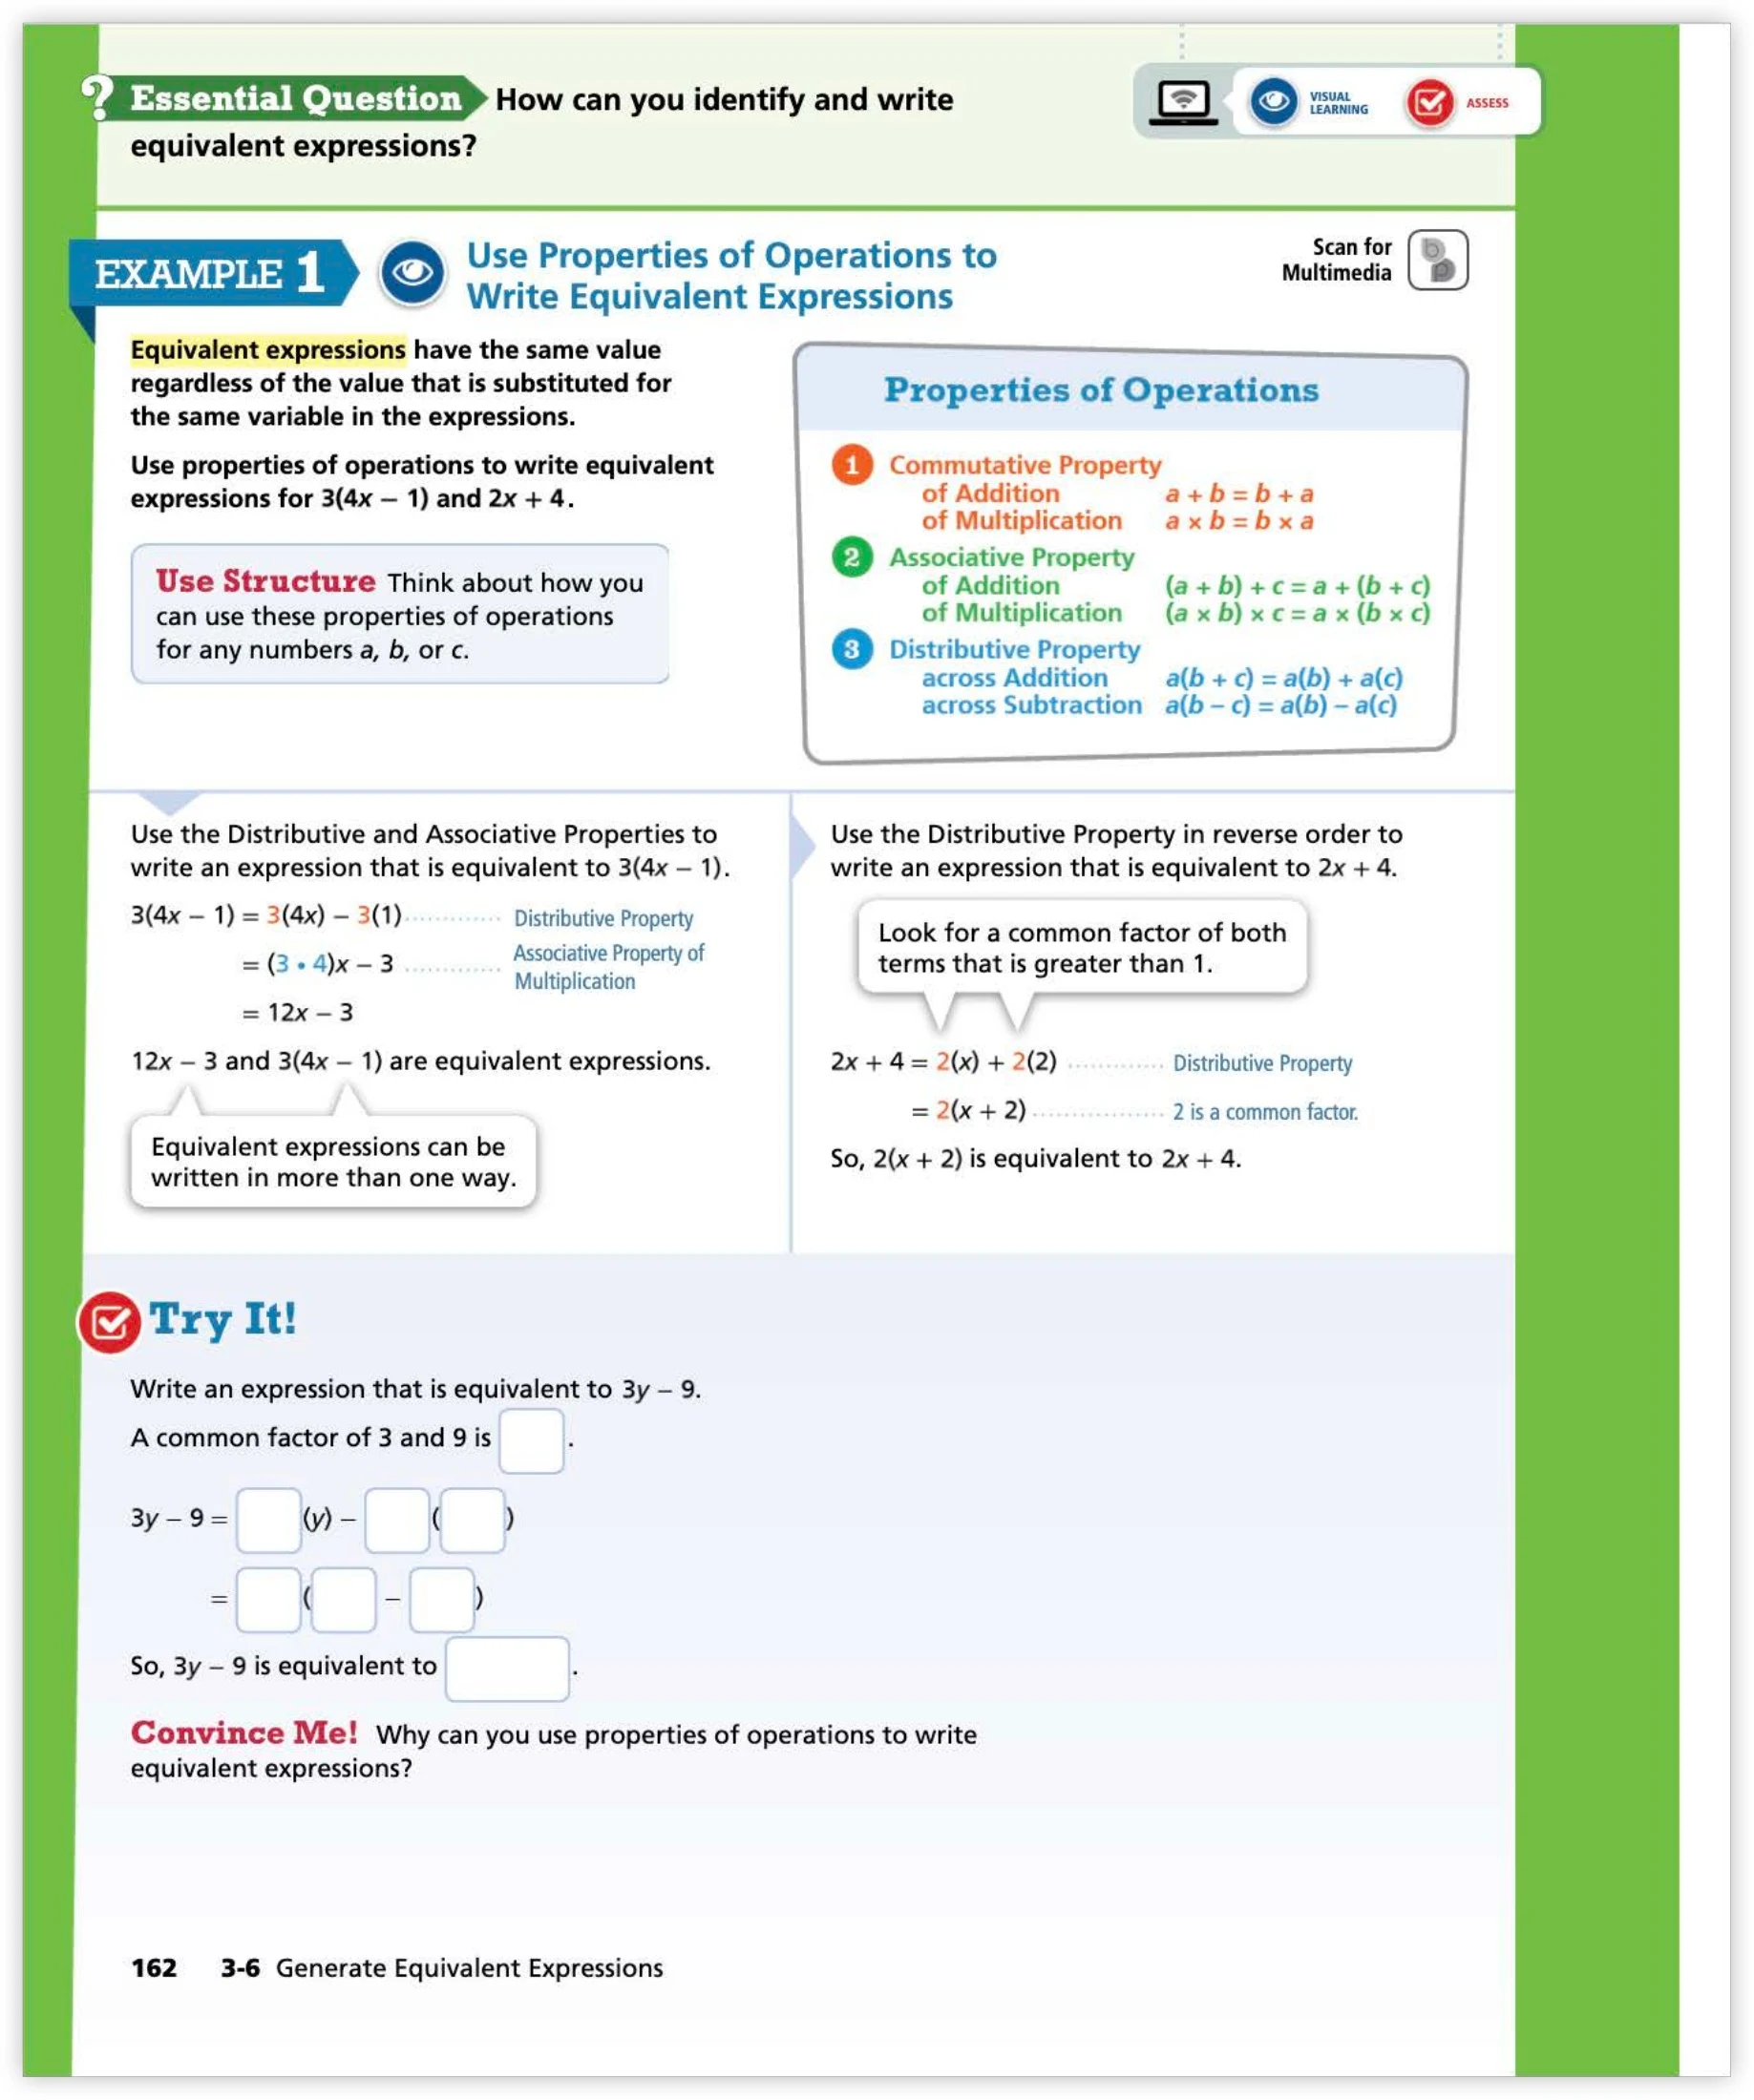 ? Essential Question How can you identify and write
equivalent expressions?
VISUAL
LEARNING
ASSESS
EXAMPLE 1
Use Properties of Operations to
Write Equivalent Expressions
Scan for
Multimedia
Equivalent expressions have the same value
regardless of the value that is substituted for
the same variable in the expressions.
Use properties of operations to write equivalent
expressions for 3(4x − 1) and 2x + 4.
Use Structure Think about how you
can use these properties of operations
for any numbers a, b, or c.
Properties of Operations
1 Commutative Property
of Addition a + b = b + a
of Multiplication a × b = b × a
2 Associative Property
of Addition (a + b) + c = a + (b + c)
of Multiplication (a × b) × c = a × (b × c)
3 Distributive Property
across Addition a(b + c) = a(b) + a(c)
across Subtraction a(b − c) = a(b) − a(c)
Use the Distributive and Associative Properties to
write an expression that is equivalent to 3(4x − 1).
3(4x − 1) = 3(4x) − 3(1) ............ Distributive Property
= (3 • 4)x − 3 ............ Associative Property of
Multiplication
= 12x − 3
12x − 3 and 3(4x − 1) are equivalent expressions.
Equivalent expressions can be
written in more than one way.
Use the Distributive Property in reverse order to
write an expression that is equivalent to 2x + 4.
Look for a common factor of both
terms that is greater than 1.
2x + 4 = 2(x) + 2(2) ............ Distributive Property
= 2(x + 2) ................ 2 is a common factor.
So, 2(x + 2) is equivalent to 2x + 4.
Try It!
Write an expression that is equivalent to 3y − 9.
A common factor of 3 and 9 is .
3y − 9 = (y) − ( )
= ( − )
So, 3y − 9 is equivalent to .
Convince Me! Why can you use properties of operations to write
equivalent expressions?
162 3-6 Generate Equivalent Expressions